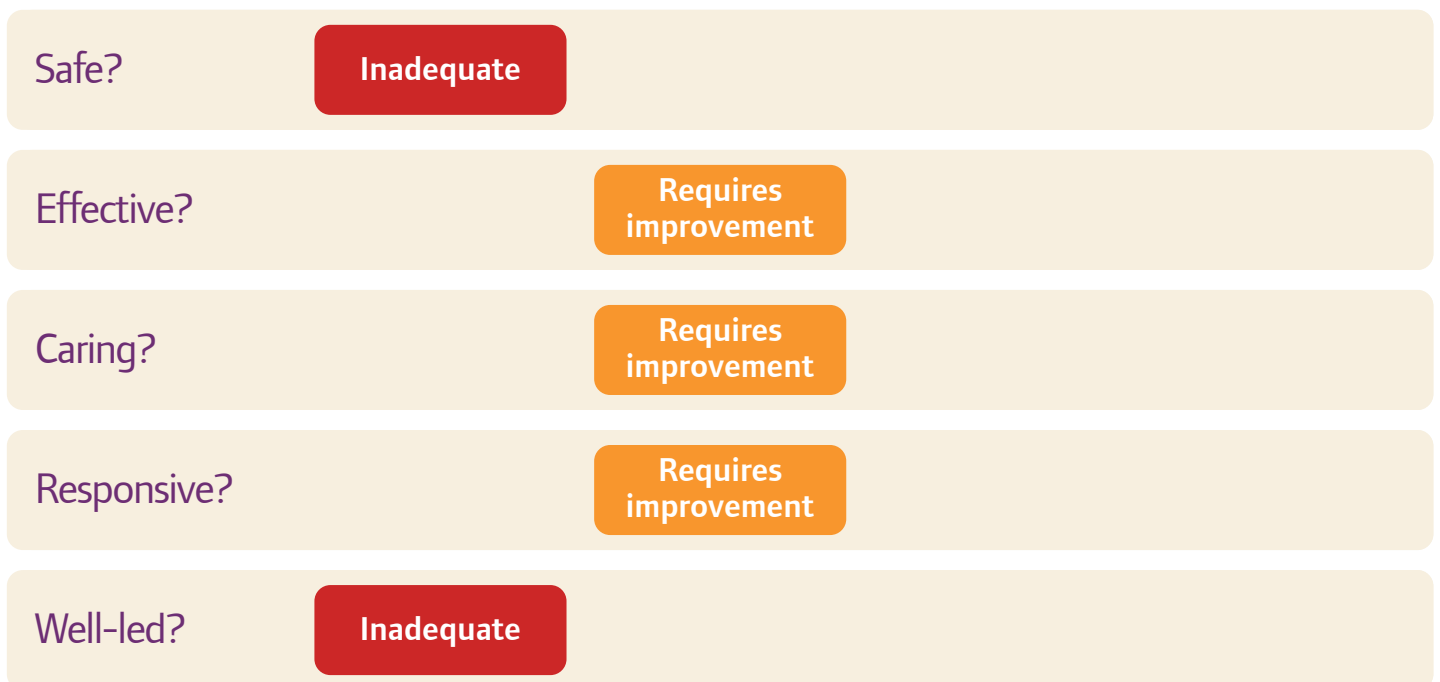 Safe?
Inadequate
Effective?
Requires
improvement
Caring?
Requires
improvement
Responsive?
Requires
improvement
Well-led?
Inadequate